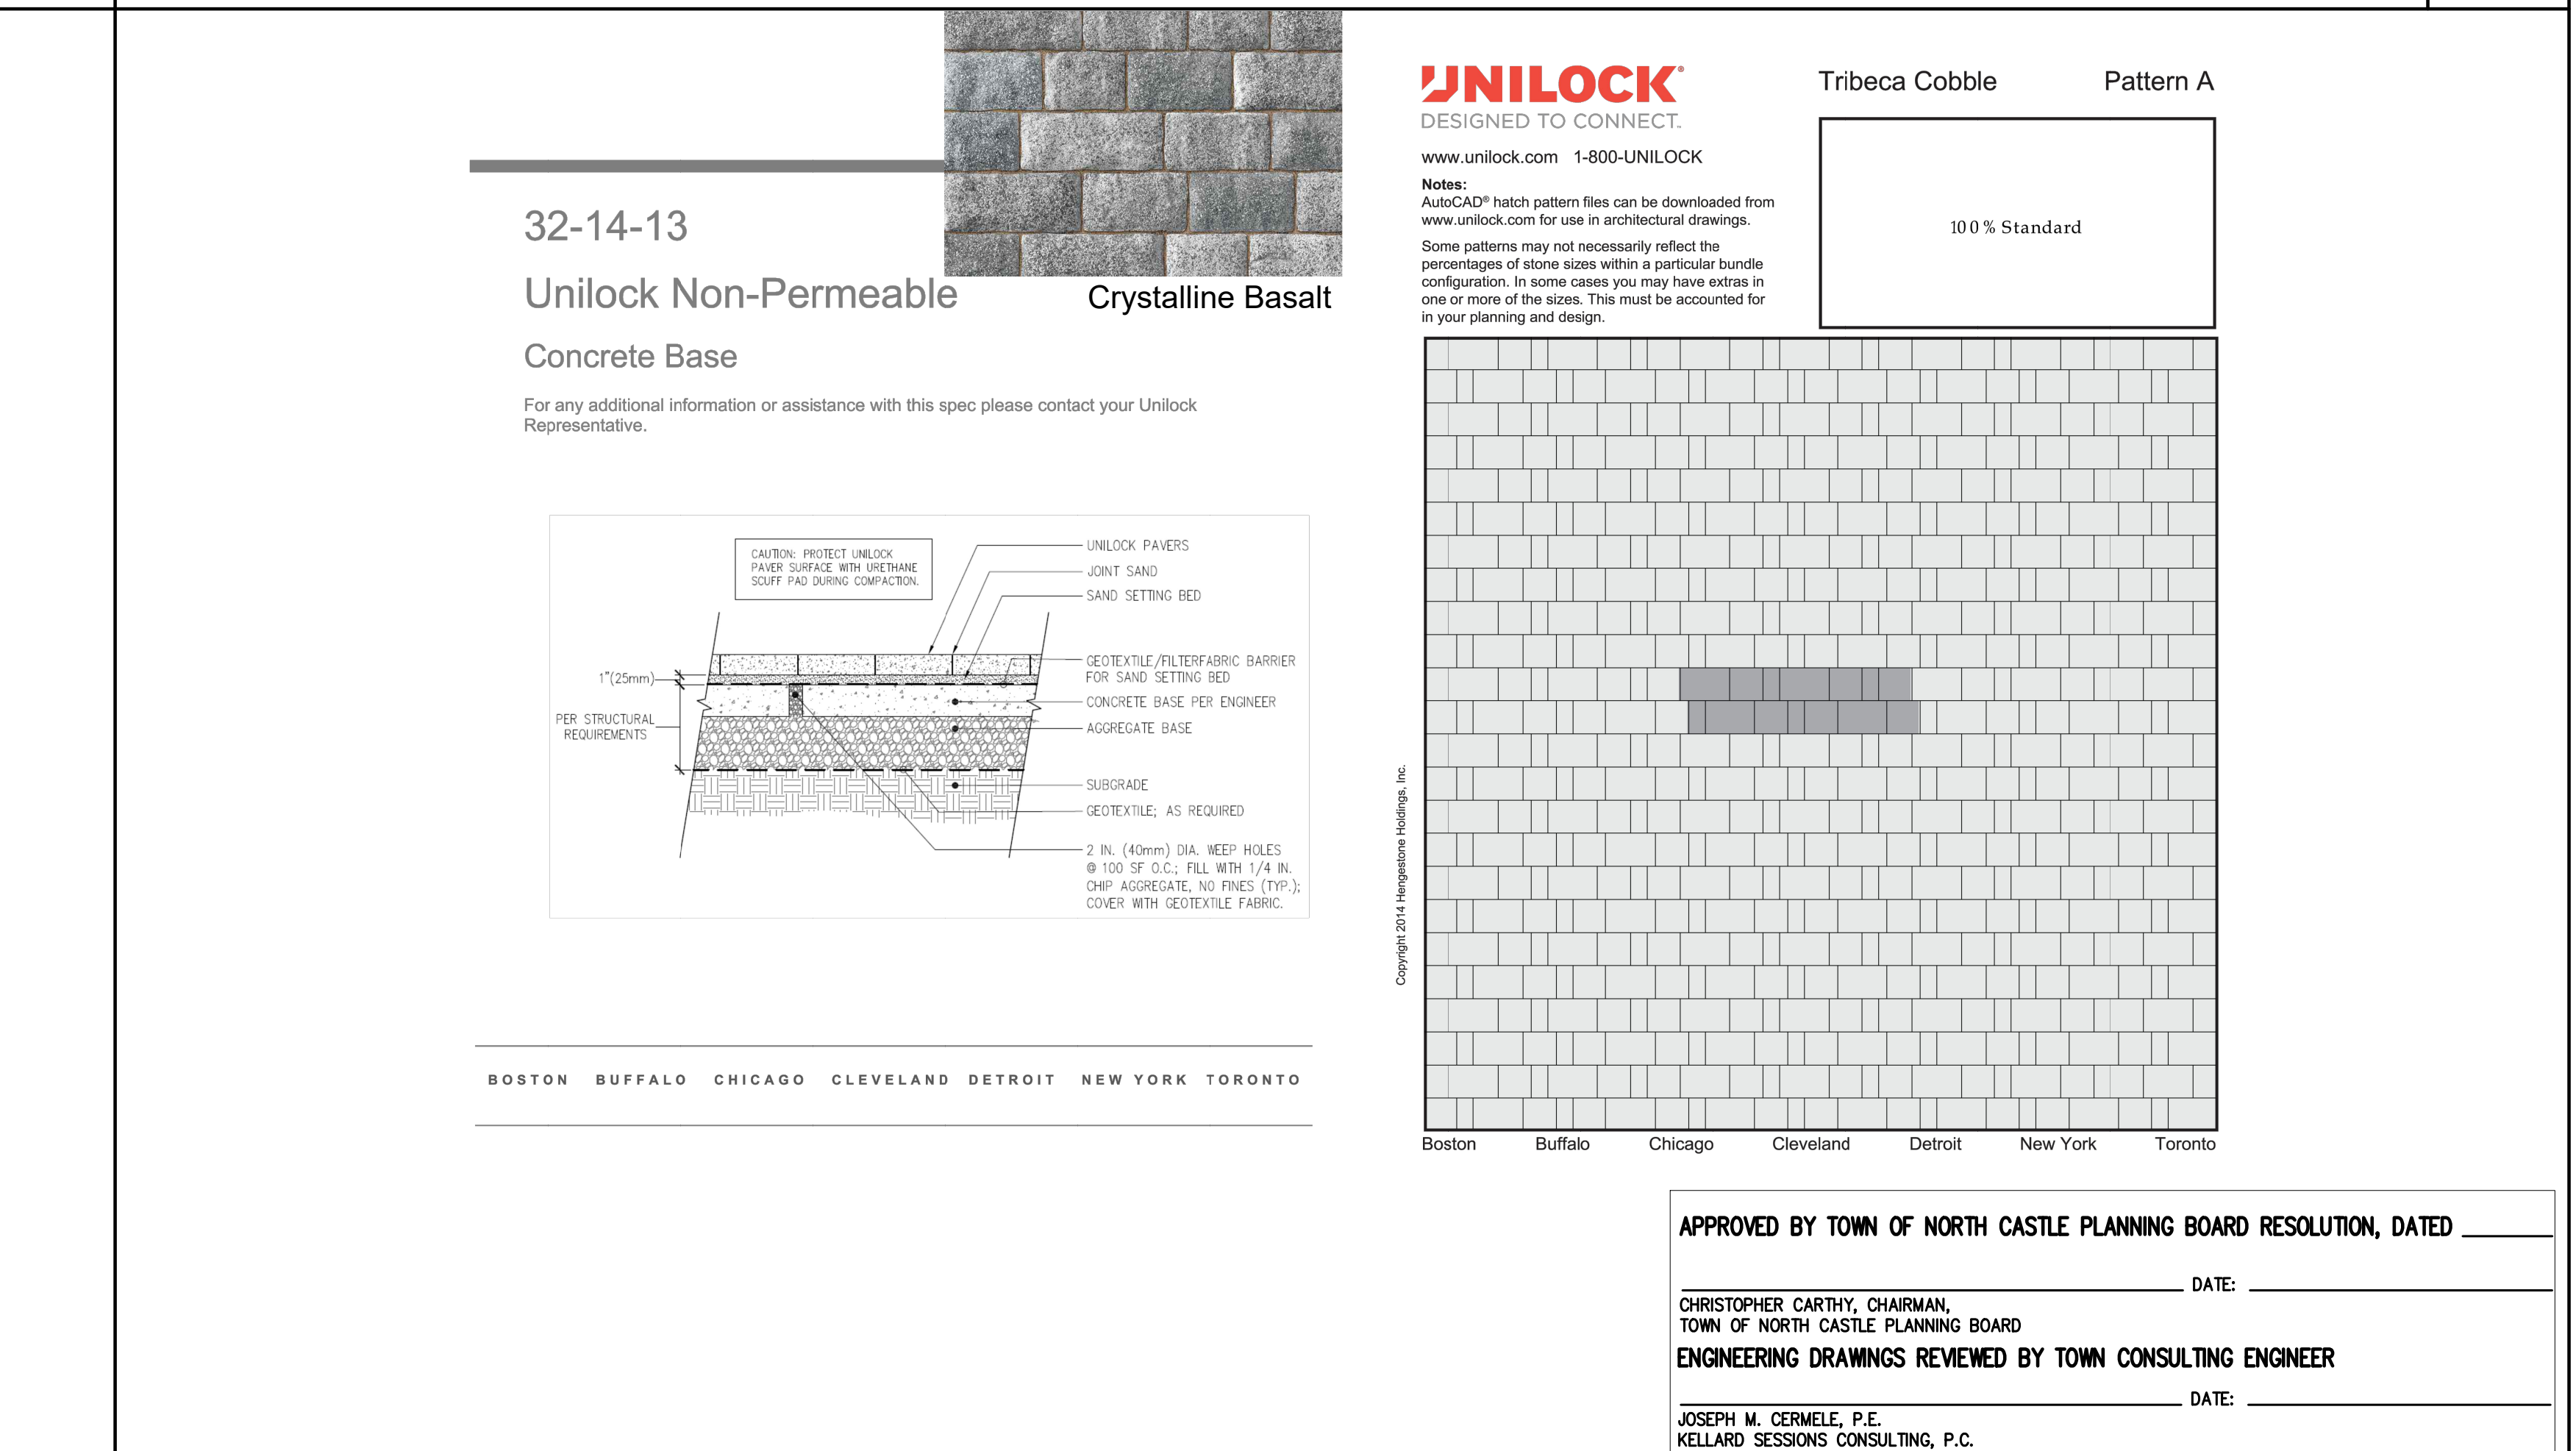 32-14-13
Unilock Non-Permeable
Crystalline Basalt
Concrete Base
For any additional information or assistance with this spec please contact your Unilock
Representative.
CAUTION: PROTECT UNILOCK
PAVER SURFACE WITH URETHANE
SCUFF PAD DURING COMPACTION.
UNILOCK PAVERS
JOINT SAND
SAND SETTING BED
GEOTEXTILE/FILTERFABRIC BARRIER
FOR SAND SETTING BED
CONCRETE BASE PER ENGINEER
AGGREGATE BASE
SUBGRADE
GEOTEXTILE; AS REQUIRED
2 IN. (40mm) DIA. WEEP HOLES
@ 100 SF O.C.; FILL WITH 1/4 IN.
CHIP AGGREGATE, NO FINES (TYP.);
COVER WITH GEOTEXTILE FABRIC.
1"(25mm)
PER STRUCTURAL
REQUIREMENTS
BOSTON BUFFALO CHICAGO CLEVELAND DETROIT NEW YORK TORONTO
UNILOCK®
DESIGNED TO CONNECT™
www.unilock.com 1-800-UNILOCK
Notes:
AutoCAD® hatch pattern files can be downloaded from
www.unilock.com for use in architectural drawings.
Some patterns may not necessarily reflect the
percentages of stone sizes within a particular bundle
configuration. In some cases you may have extras in
one or more of the sizes. This must be accounted for
in your planning and design.
Tribeca Cobble Pattern A
100% Standard
Copyright 2014 Hengestone Holdings, Inc.
Boston Buffalo Chicago Cleveland Detroit New York Toronto
APPROVED BY TOWN OF NORTH CASTLE PLANNING BOARD RESOLUTION, DATED
DATE:
CHRISTOPHER CARTHY, CHAIRMAN,
TOWN OF NORTH CASTLE PLANNING BOARD
ENGINEERING DRAWINGS REVIEWED BY TOWN CONSULTING ENGINEER
DATE:
JOSEPH M. CERMELE, P.E.
KELLARD SESSIONS CONSULTING, P.C.